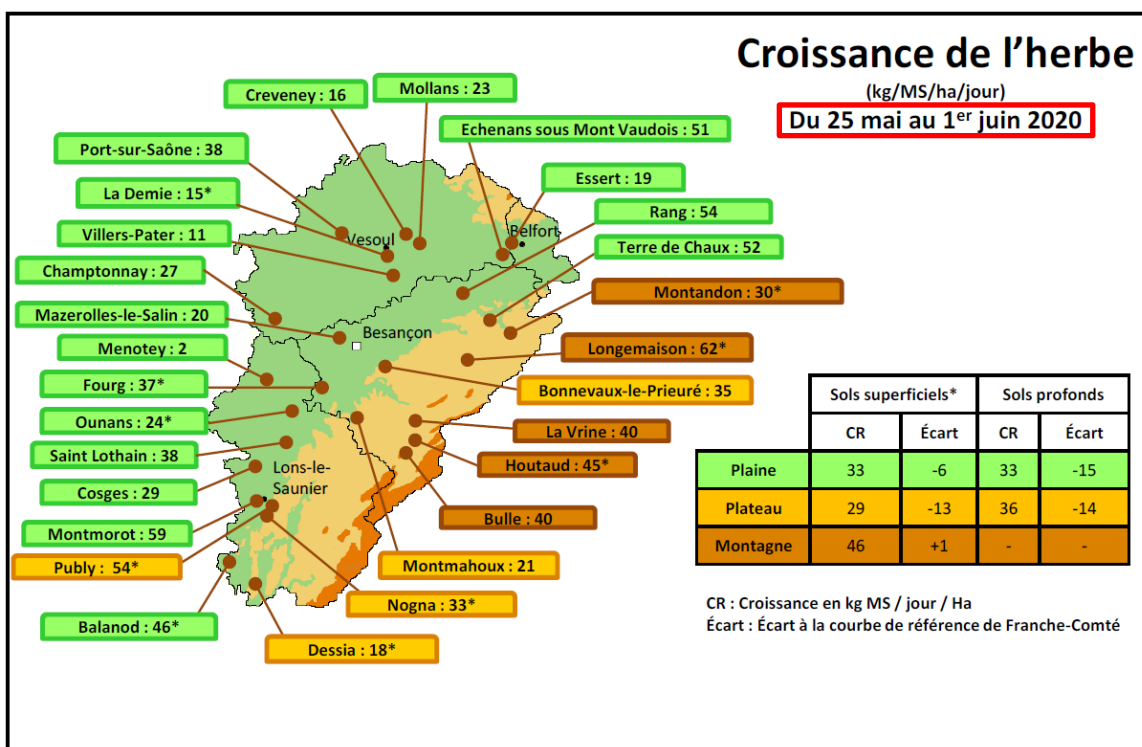 Croissance de l’herbe
(kg/MS/ha/jour)
Du 25 mai au 1er juin 2020
Creveney : 16
Mollans : 23
Echenans sous Mont Vaudois : 51
Port-sur-Saône : 38
Essert : 19
La Demie : 15*
Rang : 54
Villers-Pater : 11
Terre de Chaux : 52
Champtonnay : 27
Montandon : 30*
Mazerolles-le-Salin : 20
Menotey : 2
Longemaison : 62*
Fourg : 37*
Bonnevaux-le-Prieuré : 35
Ounans : 24*
La Vrine : 40
Saint Lothain : 38
Houtaud : 45*
Cosges : 29
Bulle : 40
Montmorot : 59
Publy : 54*
Montmahoux : 21
Nogna : 33*
Balanod : 46*
Dessia : 18*
Vesoul
Belfort
Besançon
Lons-le-
Saunier
Sols superficiels* Sols profonds
CR Écart CR Écart
Plaine 33 -6 33 -15
Plateau 29 -13 36 -14
Montagne 46 +1 - -
CR : Croissance en kg MS / jour / Ha
Écart : Écart à la courbe de référence de Franche-Comté